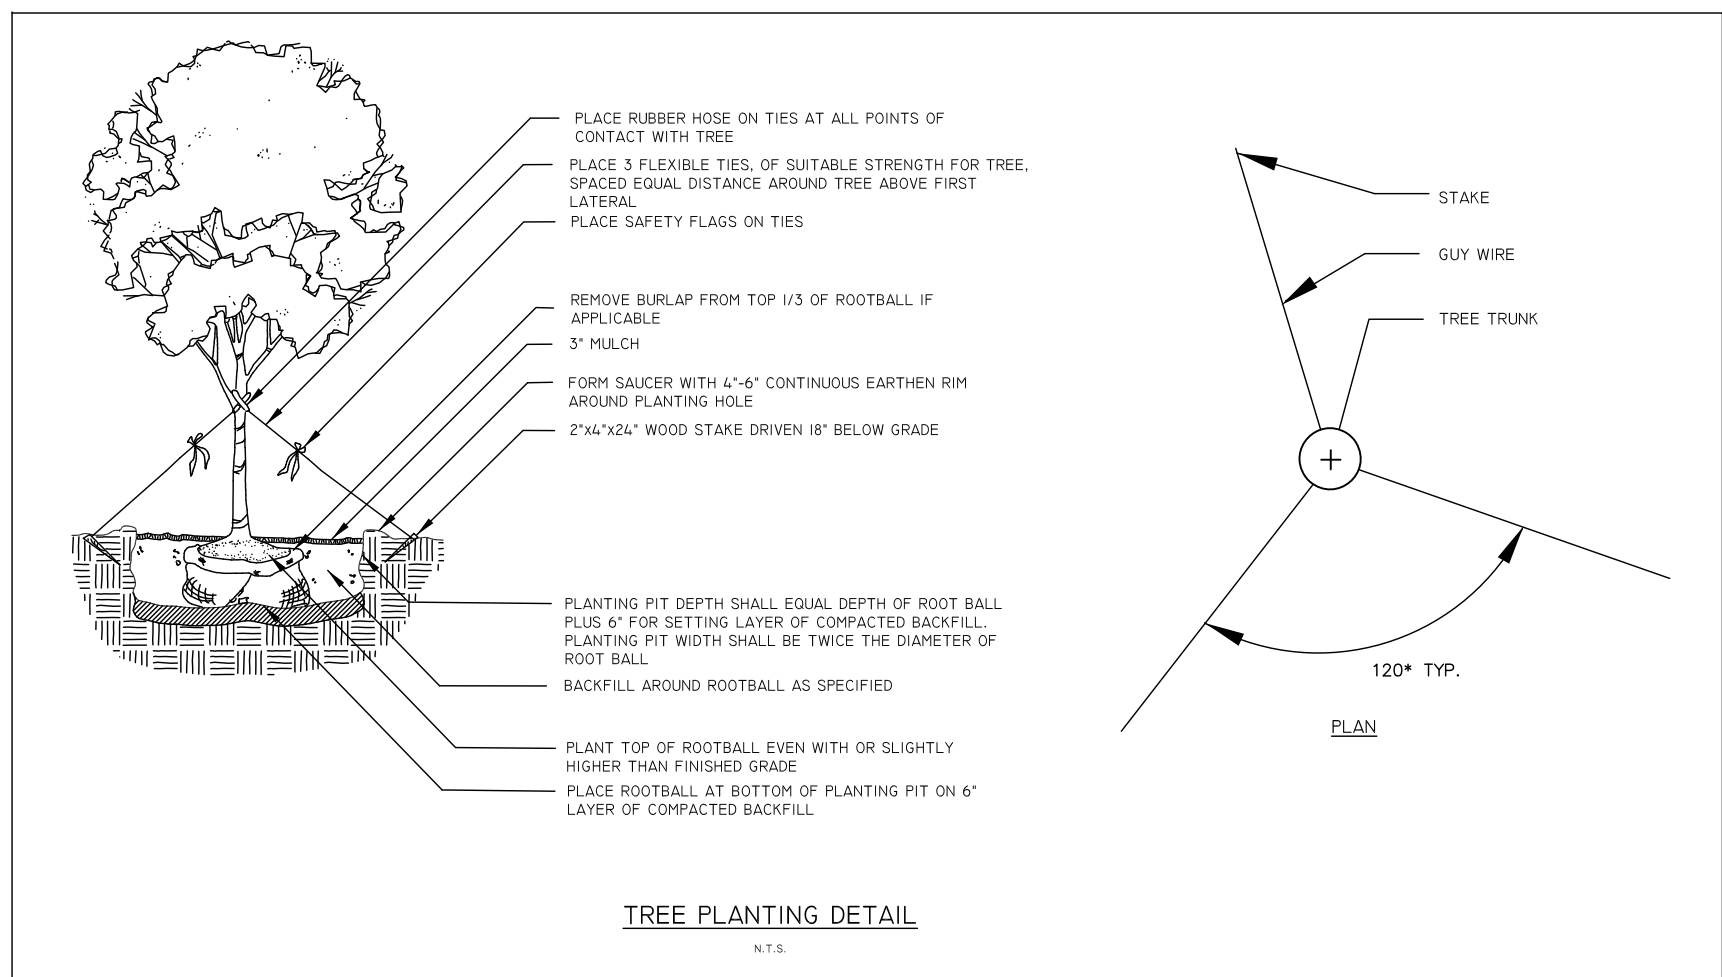 PLACE RUBBER HOSE ON TIES AT ALL POINTS OF
CONTACT WITH TREE
PLACE 3 FLEXIBLE TIES, OF SUITABLE STRENGTH FOR TREE,
SPACED EQUAL DISTANCE AROUND TREE ABOVE FIRST
LATERAL
PLACE SAFETY FLAGS ON TIES
REMOVE BURLAP FROM TOP 1/3 OF ROOTBALL IF
APPLICABLE
3" MULCH
FORM SAUCER WITH 4"-6" CONTINUOUS EARTHEN RIM
AROUND PLANTING HOLE
2"x4"x24" WOOD STAKE DRIVEN 18" BELOW GRADE
PLANTING PIT DEPTH SHALL EQUAL DEPTH OF ROOT BALL
PLUS 6" FOR SETTING LAYER OF COMPACTED BACKFILL.
PLANTING PIT WIDTH SHALL BE TWICE THE DIAMETER OF
ROOT BALL
BACKFILL AROUND ROOTBALL AS SPECIFIED
PLANT TOP OF ROOTBALL EVEN WITH OR SLIGHTLY
HIGHER THAN FINISHED GRADE
PLACE ROOTBALL AT BOTTOM OF PLANTING PIT ON 6"
LAYER OF COMPACTED BACKFILL
STAKE
GUY WIRE
TREE TRUNK
120* TYP.
PLAN
TREE PLANTING DETAIL
N.T.S.